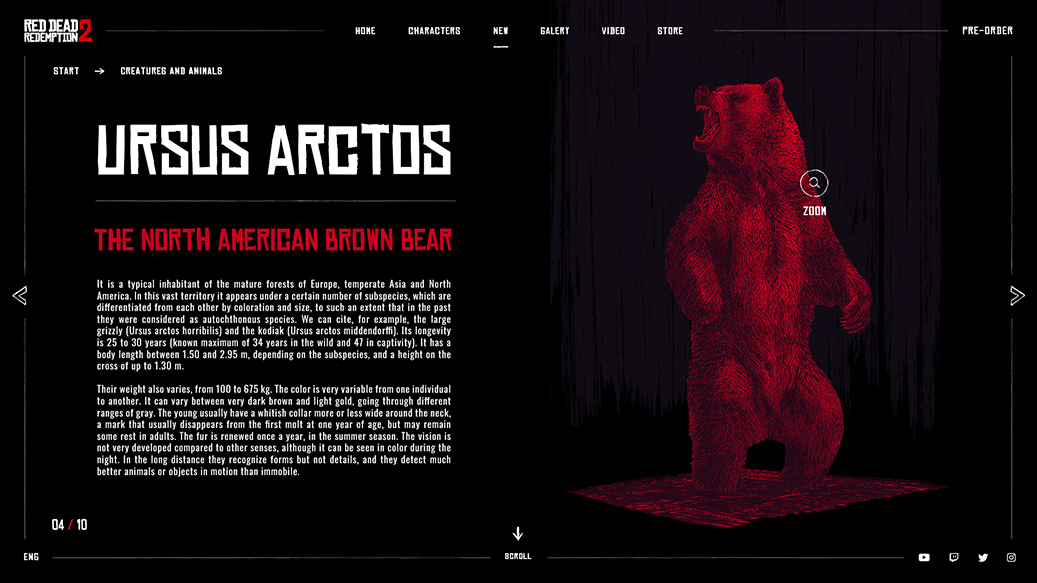 RED DEAD
REDEMPTION 2
HOME CHARACTERS NEW GALERY VIDEO STORE
PRE-ORDER
START → CREATURES AND ANIMALS
URSUS ARCTOS
THE NORTH AMERICAN BROWN BEAR
It is a typical inhabitant of the mature forests of Europe, temperate Asia and North
America. In this vast territory it appears under a certain number of subspecies, which are
differentiated from each other by coloration and size, to such an extent that in the past
they were considered as autochthonous species. We can cite, for example, the large
grizzly (Ursus arctos horribilis) and the kodiak (Ursus arctos middendorffi). Its longevity
is 25 to 30 years (known maximum of 34 years in the wild and 47 in captivity). It has a
body length between 1.50 and 2.95 m, depending on the subspecies, and a height on the
cross of up to 1.30 m.
Their weight also varies, from 100 to 675 kg. The color is very variable from one individual
to another. It can vary between very dark brown and light gold, going through different
ranges of gray. The young usually have a whitish collar more or less wide around the neck,
a mark that usually disappears from the first molt at one year of age, but may remain
some rest in adults. The fur is renewed once a year, in the summer season. The vision is
not very developed compared to other senses, although it can be seen in color during the
night. In the long distance they recognize forms but not details, and they detect much
better animals or objects in motion than immobile.
ZOOM
04 / 10
ENG
SCROLL